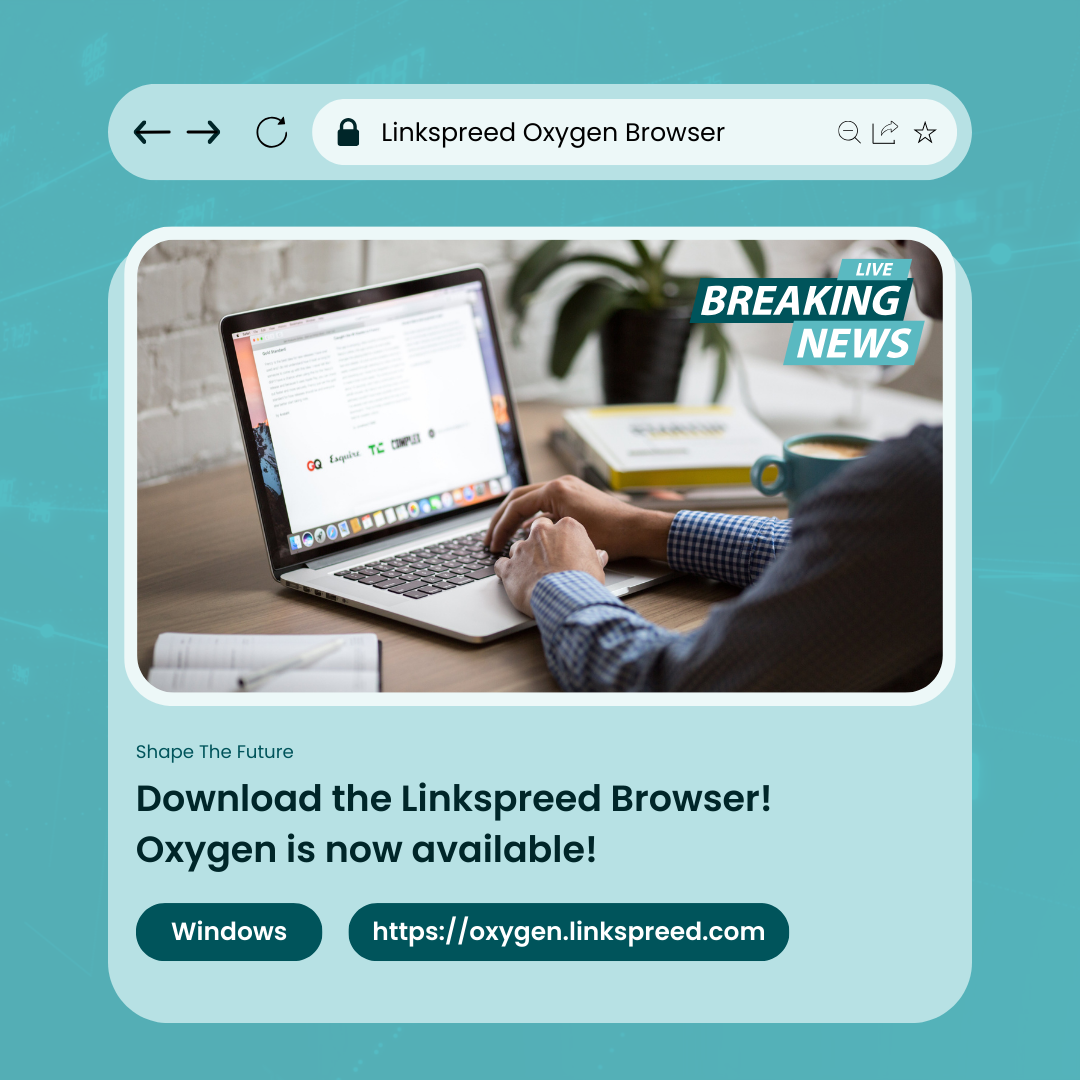 Linkspreed Oxygen Browser
LIVE
BREAKING
NEWS
GQ
Esquire
TC
COMPLEX
Shape The Future
Download the Linkspreed Browser!
Oxygen is now available!
Windows
https://oxygen.linkspreed.com